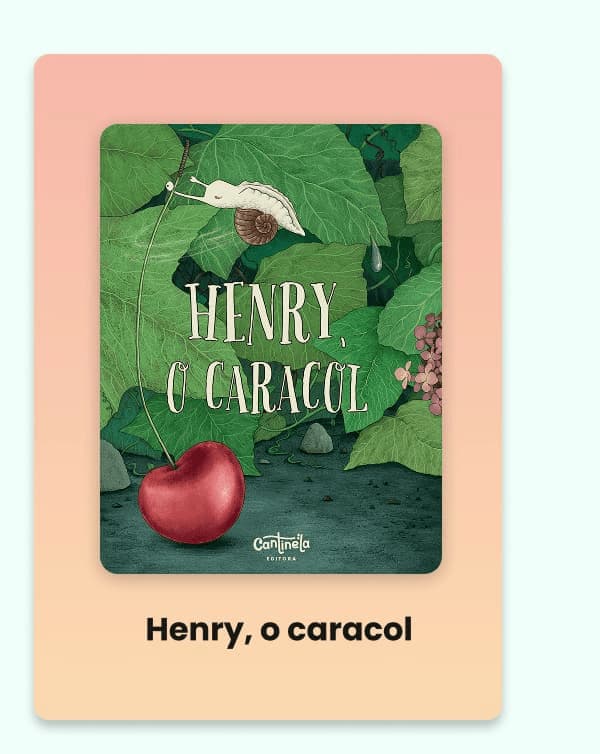 HENRY,
O CARACOL
Cantinela
EDITORA
Henry, o caracol